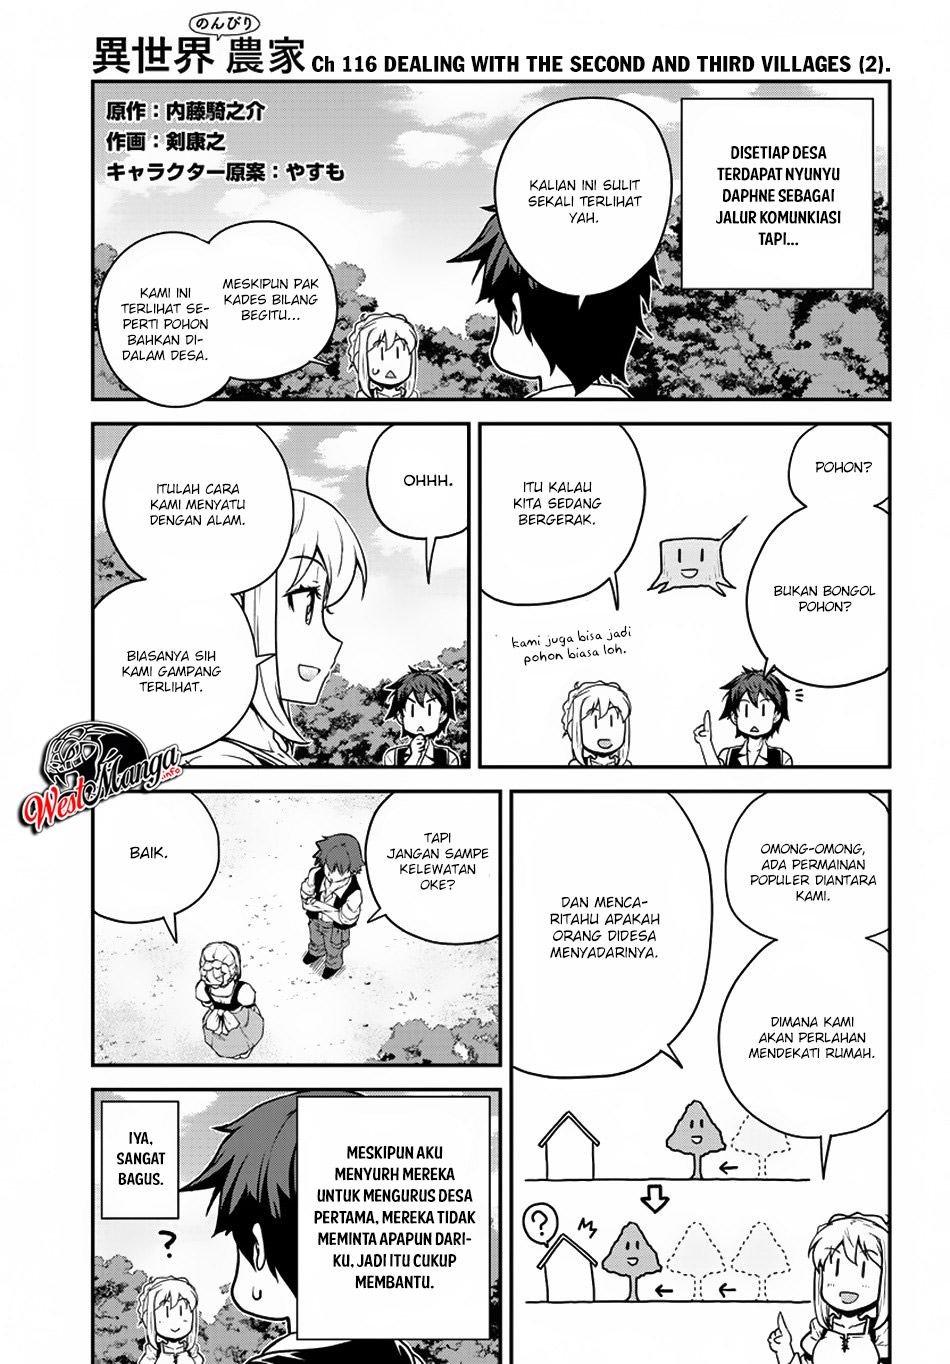 のんびり
異世界 農家 Ch 116 DEALING WITH THE SECOND AND THIRD VILLAGES (2).
原作：内藤騎之介
作画：剣康之
キャラクター原案：やすも
DISETIAP DESA
TERDAPAT NYUNYU
DAPHNE SEBAGAI
JALUR KOMUNKIASI
TAPI...
KALIAN INI SULIT
SEKALI TERLIHAT
YAH.
MESKIPUN PAK
KADES BILANG
BEGITU...
KAMI INI
TERLIHAT SE-
PERTI POHON
BAHKAN DI-
DALAM DESA.
POHON?
BUKAN BONGOL
POHON?
ITU KALAU
KITA SEDANG
BERGERAK.
kami juga bisa jadi
pohon biasa loh.
OHHH.
ITULAH CARA
KAMI MENYATU
DENGAN ALAM.
BIASANYA SIH
KAMI GAMPANG
TERLIHAT.
WestManga
.info
OMONG-OMONG,
ADA PERMAINAN
POPULER DIANTARA
KAMI.
DIMANA KAMI
AKAN PERLAHAN
MENDEKATI RUMAH.
DAN MENCA-
RITAHU APAKAH
ORANG DIDESA
MENYADARINYA.
?
TAPI
JANGAN SAMPE
KELEWATAN
OKE?
BAIK.
MESKIPUN AKU
MENYURH MEREKA
UNTUK MENGURUS DESA
PERTAMA, MEREKA TIDAK
MEMINTA APAPUN DARI-
KU, JADI ITU CUKUP
MEMBANTU.
IYA,
SANGAT
BAGUS.
?